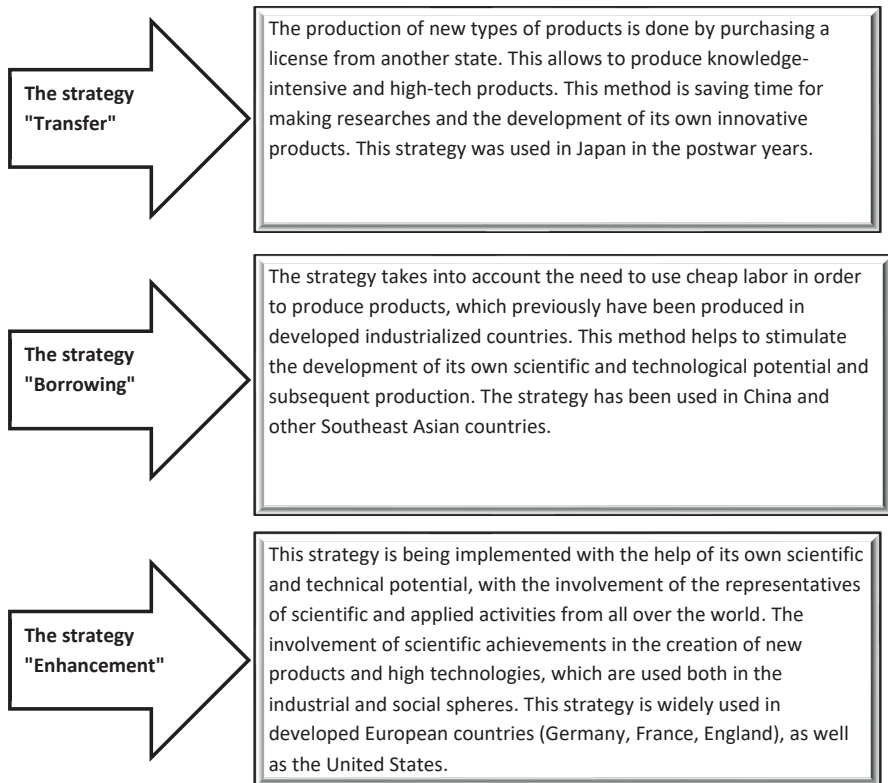 The strategy
"Transfer"
The production of new types of products is done by purchasing a
license from another state. This allows to produce knowledge-
intensive and high-tech products. This method is saving time for
making researches and the development of its own innovative
products. This strategy was used in Japan in the postwar years.
The strategy
"Borrowing"
The strategy takes into account the need to use cheap labor in order
to produce products, which previously have been produced in
developed industrialized countries. This method helps to stimulate
the development of its own scientific and technological potential and
subsequent production. The strategy has been used in China and
other Southeast Asian countries.
The strategy
"Enhancement"
This strategy is being implemented with the help of its own scientific
and technical potential, with the involvement of the representatives
of scientific and applied activities from all over the world. The
involvement of scientific achievements in the creation of new
products and high technologies, which are used both in the
industrial and social spheres. This strategy is widely used in
developed European countries (Germany, France, England), as well
as the United States.